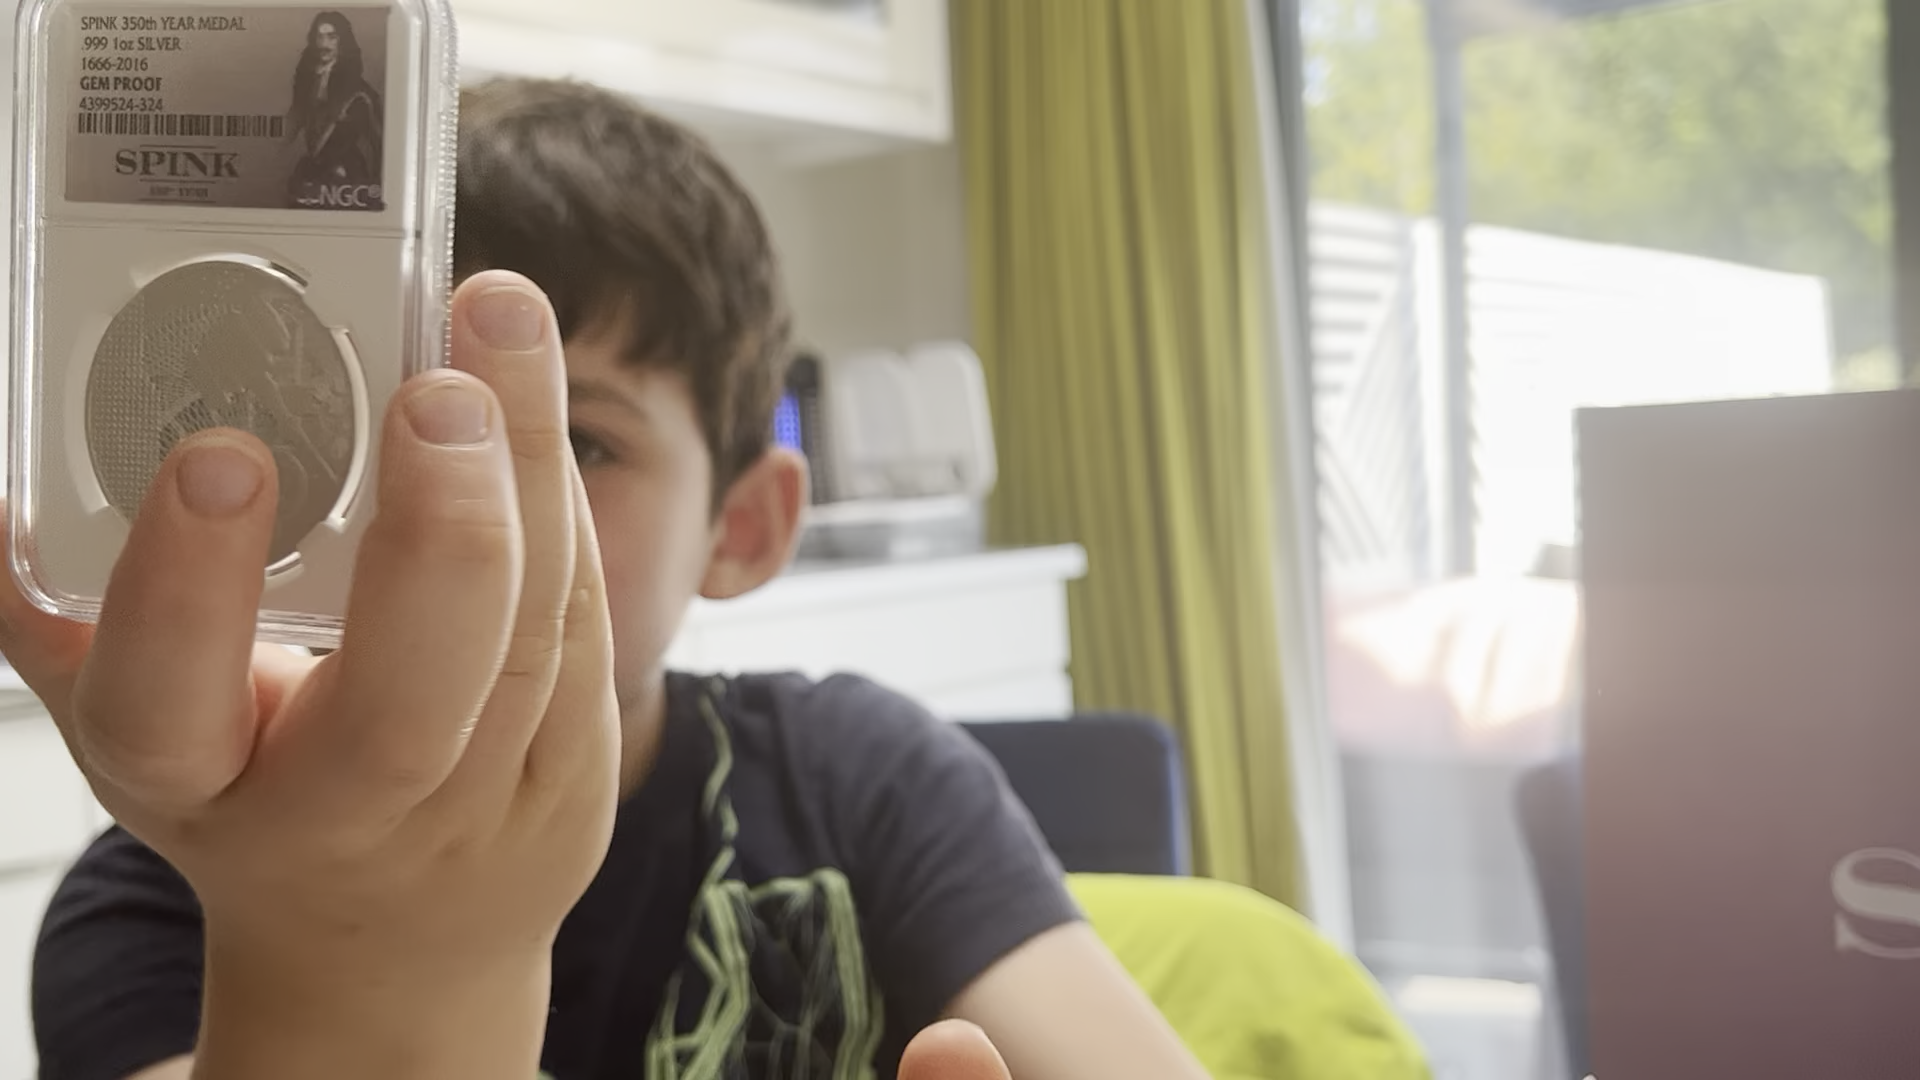 SPINK 350th YEAR MEDAL
.999 1oz SILVER
1666-2016
GEM PROOF
4399524-324
SPINK
NGC®
S